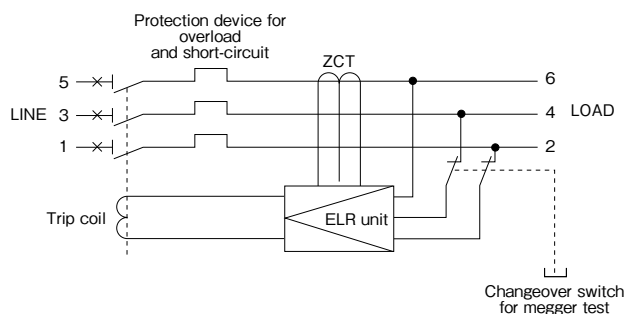 Protection device for
overload
and short-circuit
ZCT
5
6
LINE 3
4 LOAD
1
2
Trip coil
ELR unit
Changeover switch
for megger test